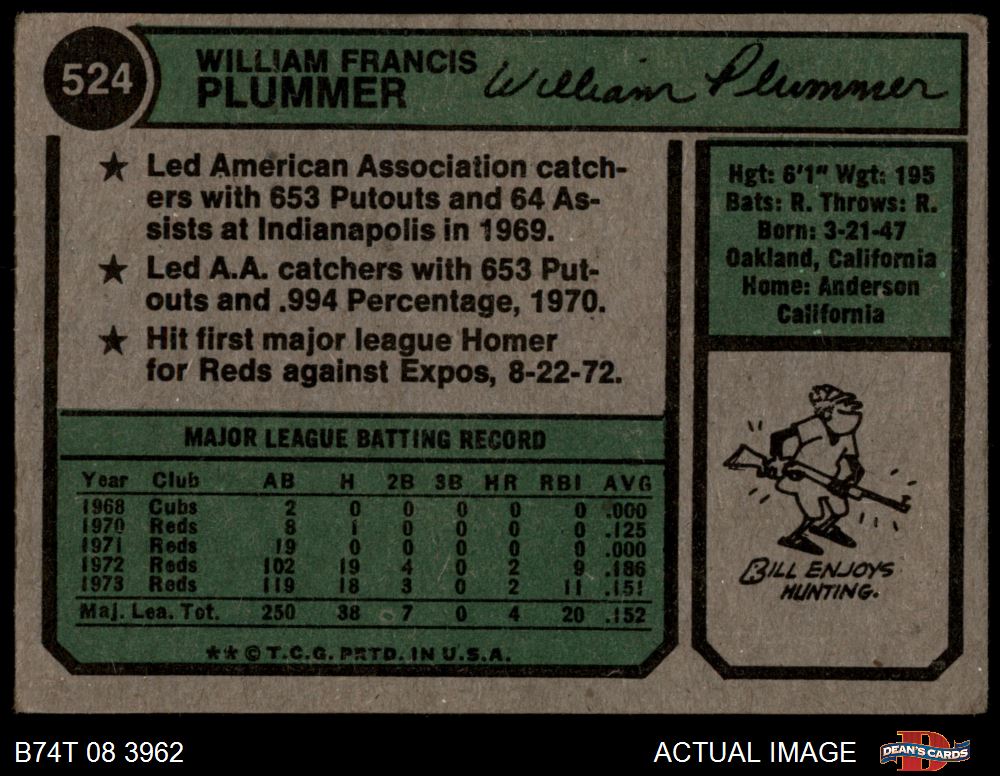 524
WILLIAM FRANCIS
PLUMMER
William Plummer
★ Led American Association catch-
ers with 653 Putouts and 64 As-
sists at Indianapolis in 1969.
★ Led A.A. catchers with 653 Put-
outs and .994 Percentage, 1970.
★ Hit first major league Homer
for Reds against Expos, 8-22-72.
Hgt: 6'1" Wgt: 195
Bats: R. Throws: R.
Born: 3-21-47
Oakland, California
Home: Anderson
California
MAJOR LEAGUE BATTING RECORD
Year Club AB H 2B 3B HR RBI AVG
1968 Cubs 2 0 0 0 0 0 .000
1970 Reds 8 1 0 0 0 0 .125
1971 Reds 19 0 0 0 0 0 .000
1972 Reds 102 19 4 0 2 9 .186
1973 Reds 119 18 3 0 2 11 .151
Maj. Lea. Tot. 250 38 7 0 4 20 .152
** © T.C.G. PRTD. IN U.S.A.
BILL ENJOYS
HUNTING.
B74T 08 3962
ACTUAL IMAGE
D
DEAN'S CARDS